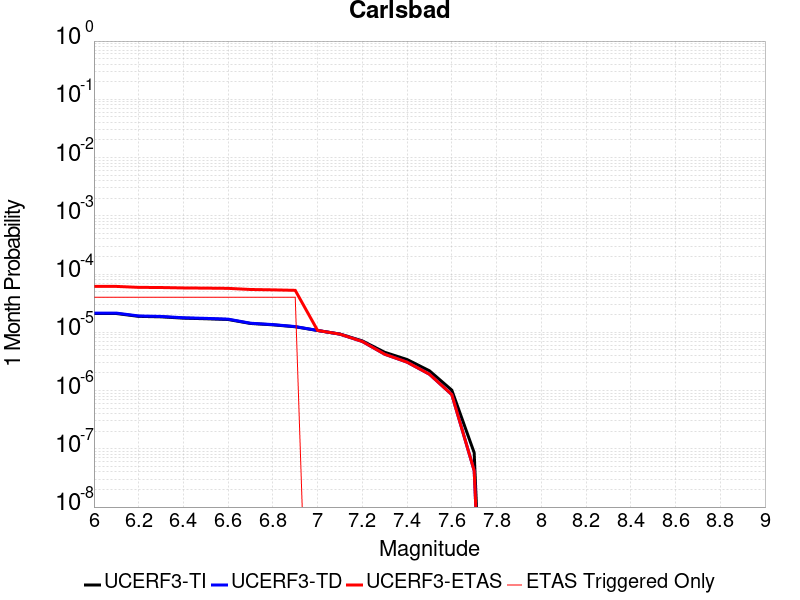 Carlsbad
10 0
10 -1
10 -2
10 -3
10 -4
10 -5
10 -6
10 -7
10 -8
1 Month Probability
6 6.2 6.4 6.6 6.8 7 7.2 7.4 7.6 7.8 8 8.2 8.4 8.6 8.8 9
Magnitude
UCERF3-TI UCERF3-TD UCERF3-ETAS ETAS Triggered Only